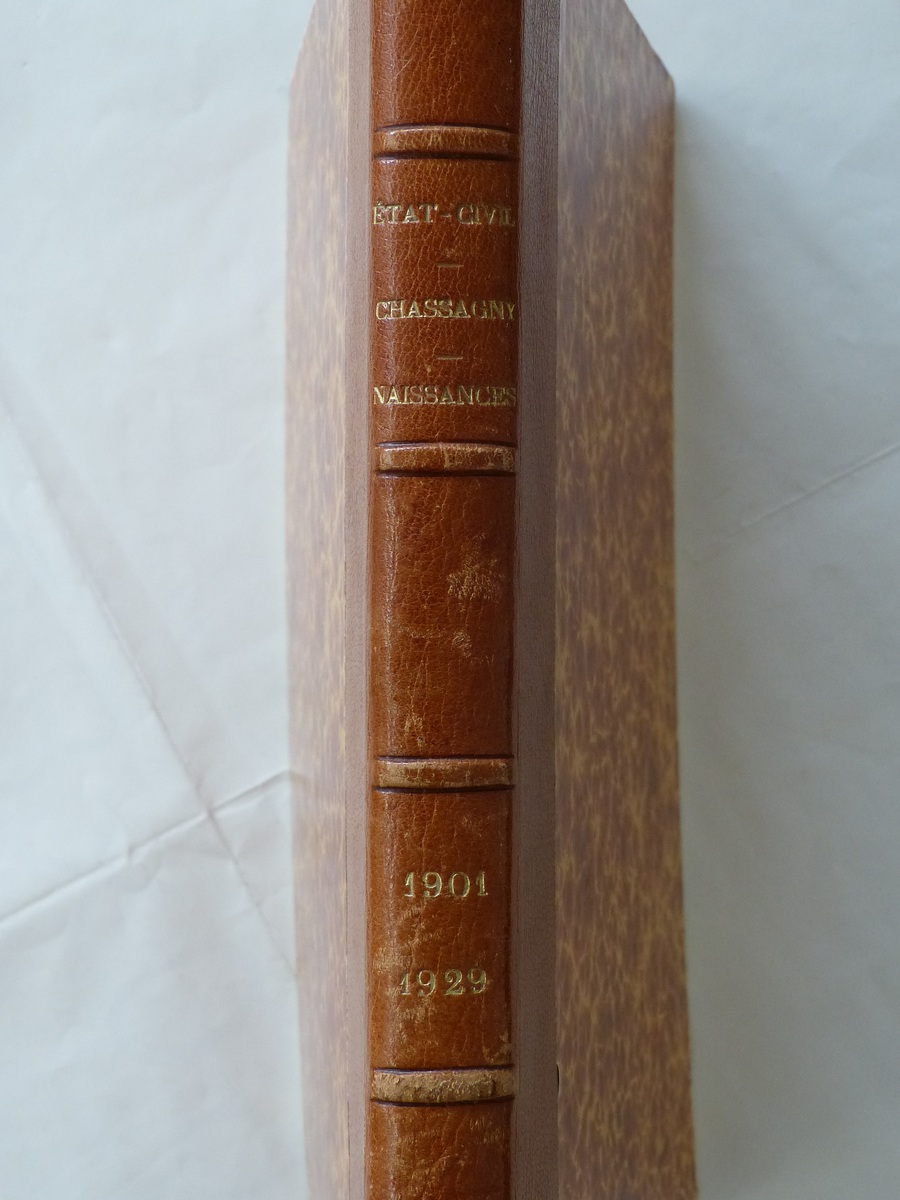 ÉTAT-CIVIL
—
CHASSAGNY
—
NAISSANCES
1901
1929